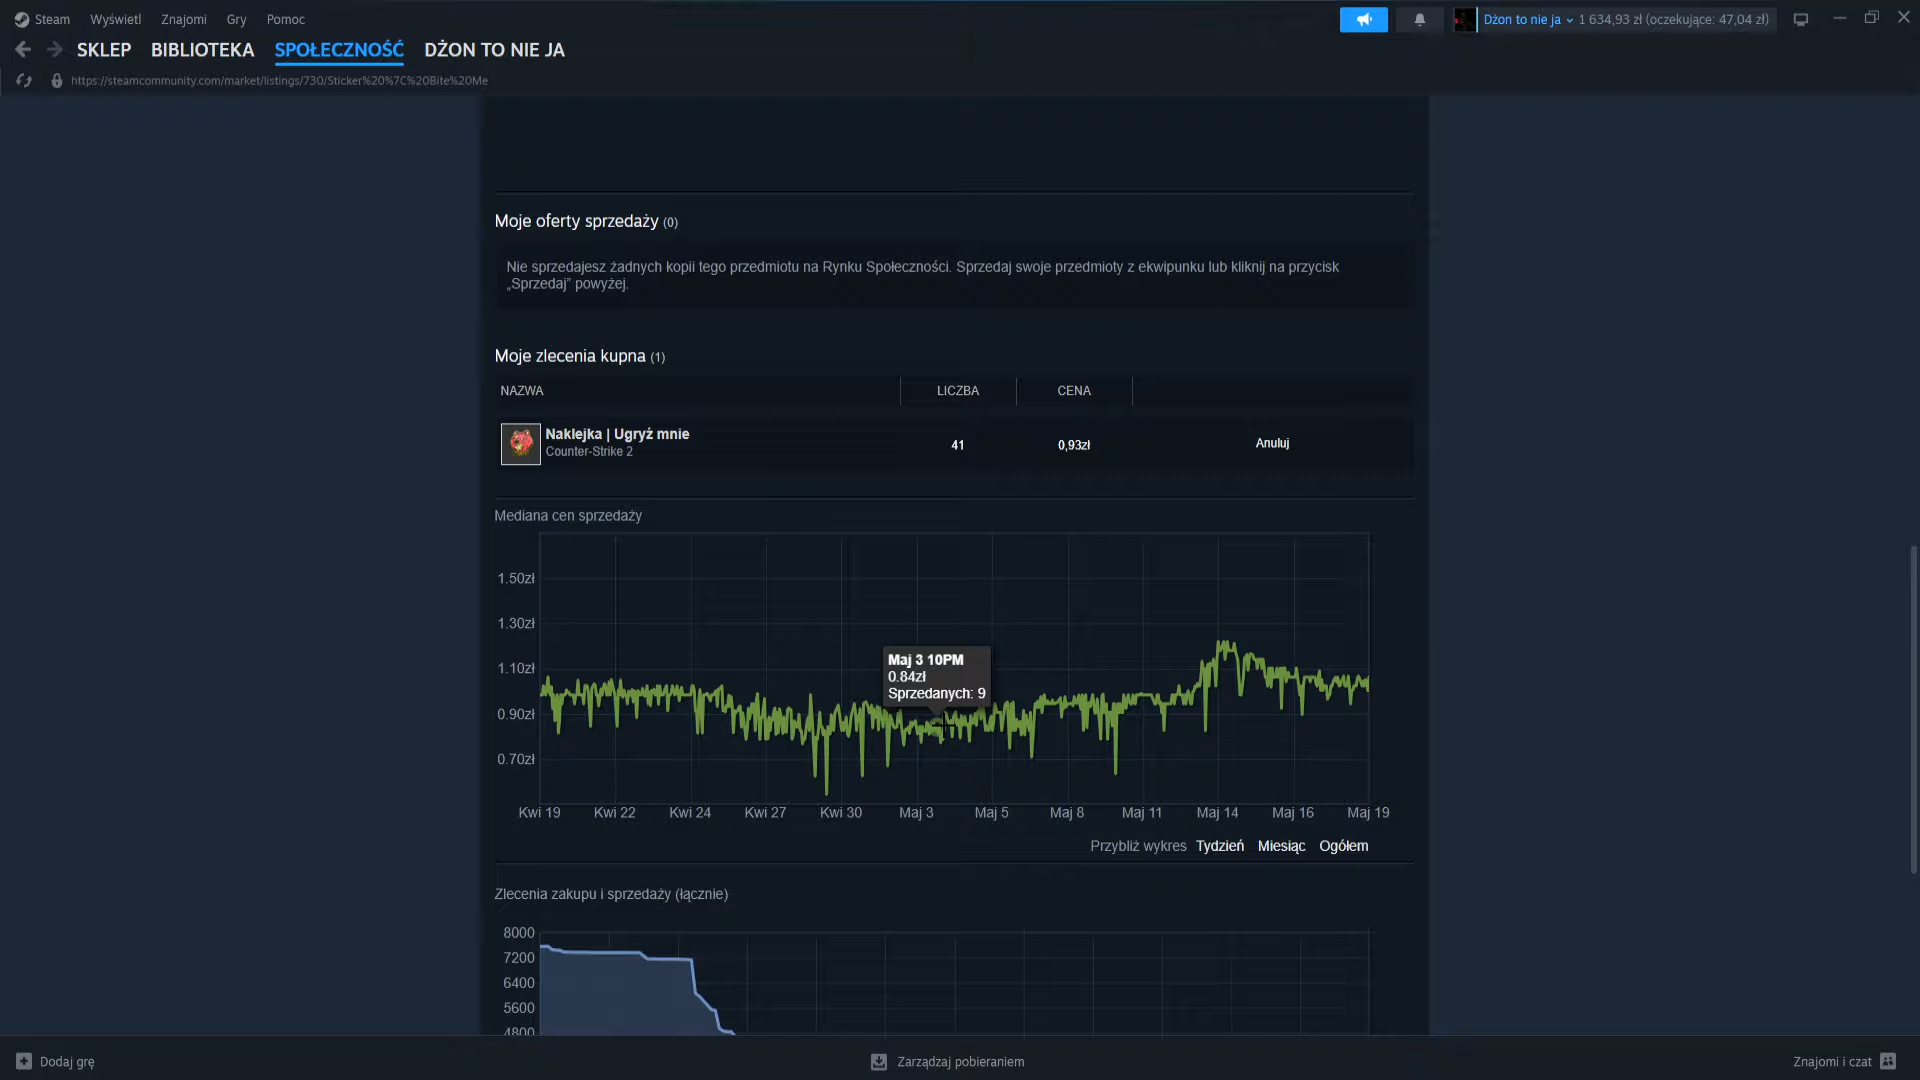 Steam Wyświetl Znajomi Gry Pomoc
Dżon to nie ja 1 634,93 zł (oczekujące: 47,04 zł)
SKLEP BIBLIOTEKA SPOŁECZNOŚĆ DŻON TO NIE JA
https://steamcommunity.com/market/listings/730/Sticker%20%7C%20Bite%20Me
Moje oferty sprzedaży (0)
Nie sprzedajesz żadnych kopii tego przedmiotu na Rynku Społeczności. Sprzedaj swoje przedmioty z ekwipunku lub kliknij na przycisk
„Sprzedaj” powyżej.
Moje zlecenia kupna (1)
NAZWA LICZBA CENA
Naklejka | Ugryź mnie
Counter-Strike 2
41 0,93zł Anuluj
Mediana cen sprzedaży
1.50zł
1.30zł
1.10zł
0.90zł
0.70zł
Maj 3 10PM
0.84zł
Sprzedanych: 9
Kwi 19 Kwi 22 Kwi 24 Kwi 27 Kwi 30 Maj 3 Maj 5 Maj 8 Maj 11 Maj 14 Maj 16 Maj 19
Przybliż wykres Tydzień Miesiąc Ogółem
Zlecenia zakupu i sprzedaży (łącznie)
8000
7200
6400
5600
4800
Dodaj grę Zarządzaj pobieraniem Znajomi i czat